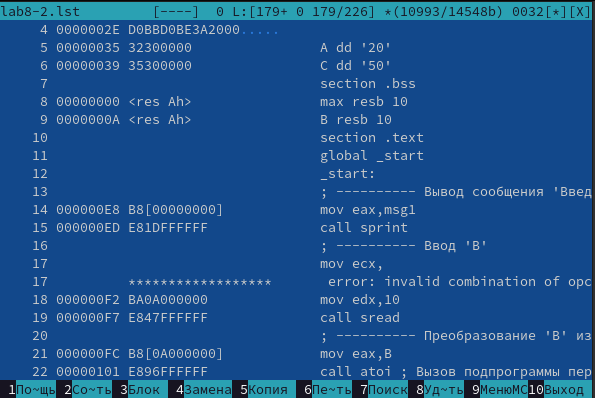 lab8-2.lst [----] 0 L:[179+ 0 179/226] *(10993/14548b) 0032[*][X]
4 0000002E D0BBD0BE3A2000.....
5 00000035 32300000 A dd '20'
6 00000039 35300000 C dd '50'
7 section .bss
8 00000000 <res Ah> max resb 10
9 0000000A <res Ah> B resb 10
10 section .text
11 global _start
12 _start:
13 ; ---------- Вывод сообщения 'Введ
14 000000E8 B8[00000000] mov eax,msg1
15 000000ED E81DFFFFFF call sprint
16 ; ---------- Ввод 'B'
17 mov ecx,
17 ****************** error: invalid combination of opc
18 000000F2 BA0A000000 mov edx,10
19 000000F7 E847FFFFFF call sread
20 ; ---------- Преобразование 'B' из
21 000000FC B8[0A000000] mov eax,B
22 00000101 E896FFFFFF call atoi ; Вызов подпрограммы пер
1По~щь 2Со~ть 3Блок 4Замена 5Копия 6Пе~ть 7Поиск 8Уд~ть 9МенюMC 10Выход